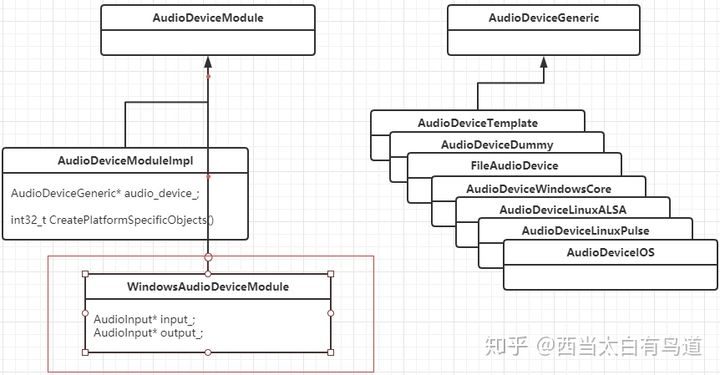 AudioDeviceModule
AudioDeviceGeneric
AudioDeviceModuleImpl
AudioDeviceGeneric* audio_device_;
int32_t CreatePlatformSpecificObjects()
WindowsAudioDeviceModule
AudioInput* input_;
AudioInput* output_;
AudioDeviceTemplate
AudioDeviceDummy
FileAudioDevice
AudioDeviceWindowsCore
AudioDeviceLinuxALSA
AudioDeviceLinuxPulse
AudioDeviceIOS
知乎 @西当太白有鸟道